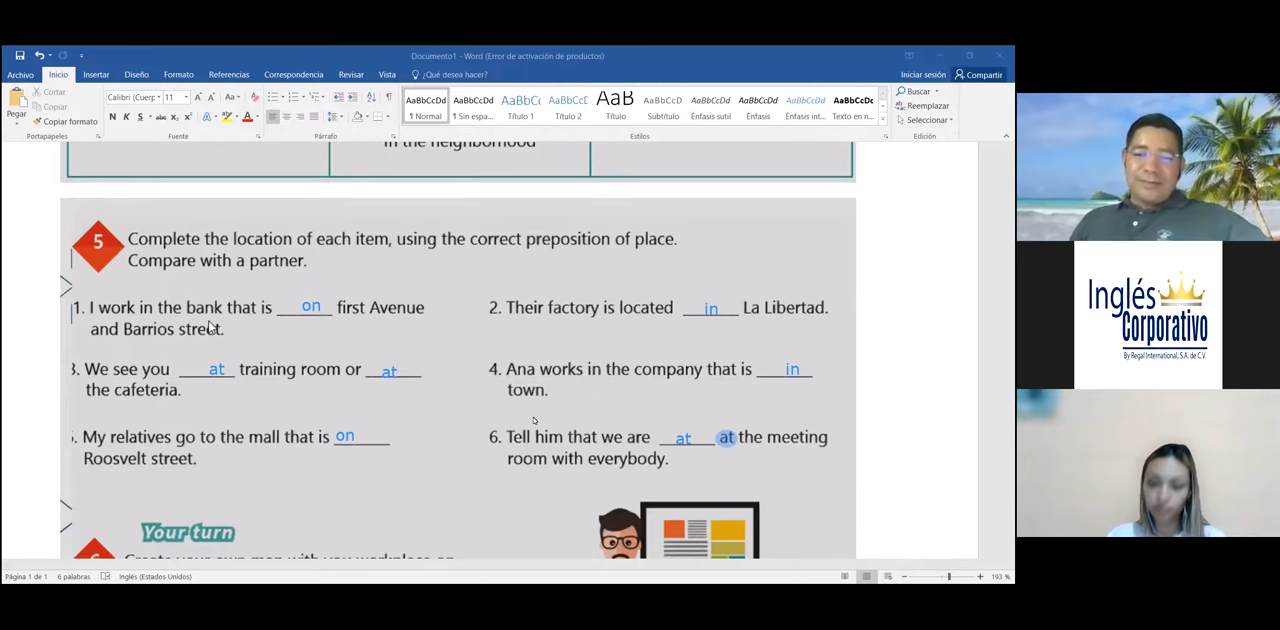 Documento1 - Word (Error de activación de productos)
Archivo Inicio Insertar Diseño Formato Referencias Correspondencia Revisar Vista ¿Qué desea hacer? Iniciar sesión Compartir
Pegar
Cortar
Copiar
Copiar formato
Portapapeles
Calibri (Cuerp 11
Fuente
Párrafo
AaBbCcDd AaBbCcDd AaBbCc AaBbCcD AaB AaBbCcD AaBbCcDd AaBbCcDd AaBbCcDd AaBbCcDc
¶ Normal ¶ Sin espa... Título 1 Título 2 Título Subtítulo Énfasis sutil Énfasis Énfasis int... Texto en n...
Estilos
Buscar
Reemplazar
Seleccionar
Edición
in the neighborhood
5 Complete the location of each item, using the correct preposition of place.
Compare with a partner.
1. I work in the bank that is on first Avenue
and Barrios street.
2. Their factory is located in La Libertad.
3. We see you at training room or at
the cafeteria.
4. Ana works in the company that is in
town.
. My relatives go to the mall that is on
Roosvelt street.
6. Tell him that we are at at the meeting
room with everybody.
Your turn
Página 1 de 1 6 palabras Inglés (Estados Unidos) 193 %
Inglés
Corporativo
By Regal International, S.A. de C.V.